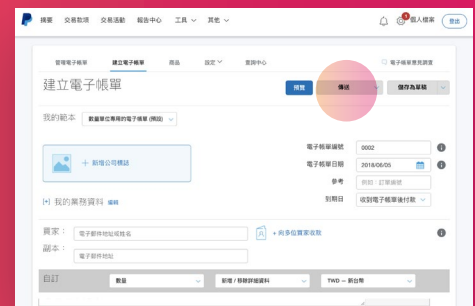 摘要 交易款項 交易活動 報告中心 工具 其他 個人檔案 登出
管理電子帳單 建立電子帳單 商品 設定 查詢中心 電子帳單意見調查
建立電子帳單 預覽 傳送 儲存為草稿
我的範本 數量單位專用的電子帳單 (預設)
+ 新增公司標誌
電子帳單編號 0002
電子帳單日期 2018/06/05
參考 例如：訂單編號
到期日 收到電子帳單後付款
[+] 我的業務資料 編輯
買家： 電子郵件地址或姓名 + 向多位買家收款
副本： 電子郵件地址
自訂 數量 新增 / 移除詳細資料 TWD — 新台幣